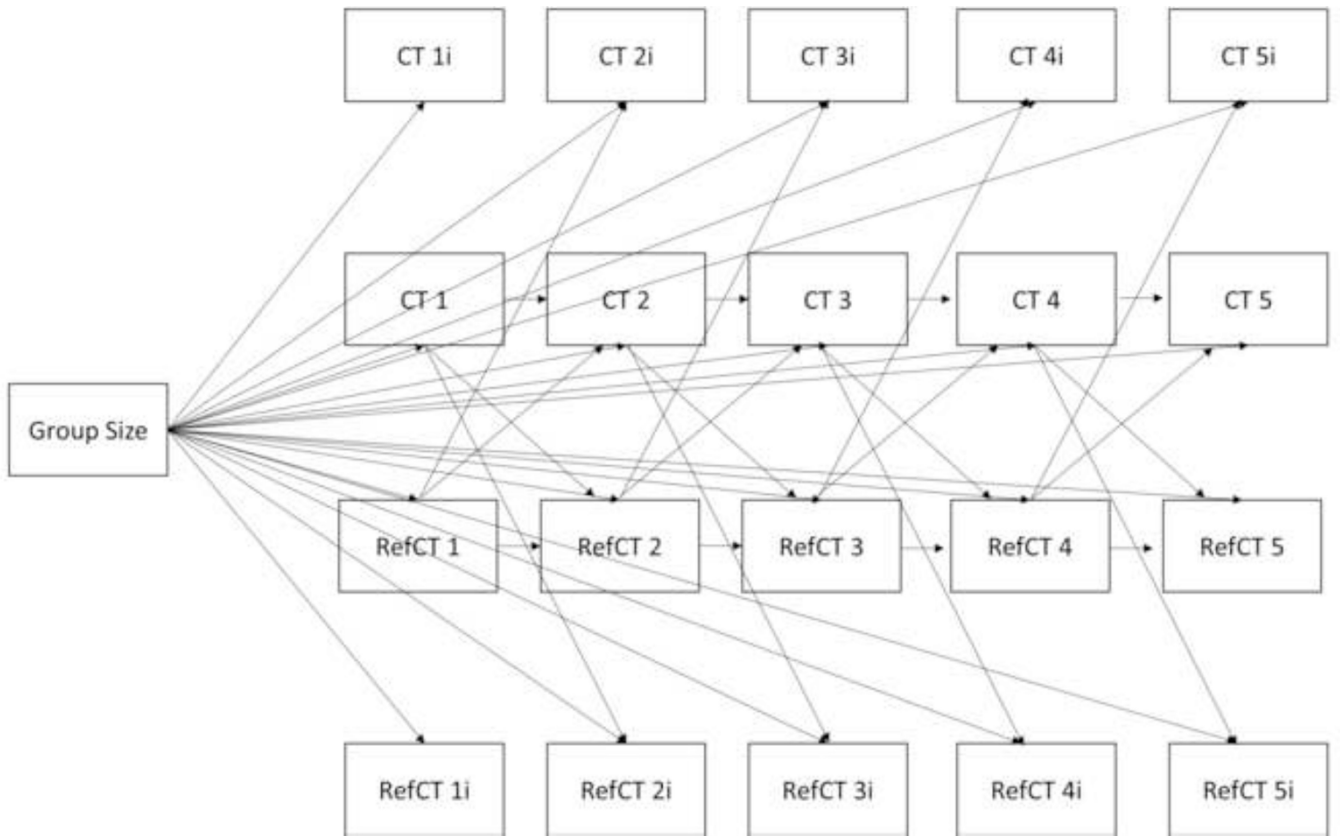 CT 1i
CT 2i
CT 3i
CT 4i
CT 5i
CT 1
CT 2
CT 3
CT 4
CT 5
Group Size
RefCT 1
RefCT 2
RefCT 3
RefCT 4
RefCT 5
RefCT 1i
RefCT 2i
RefCT 3i
RefCT 4i
RefCT 5i